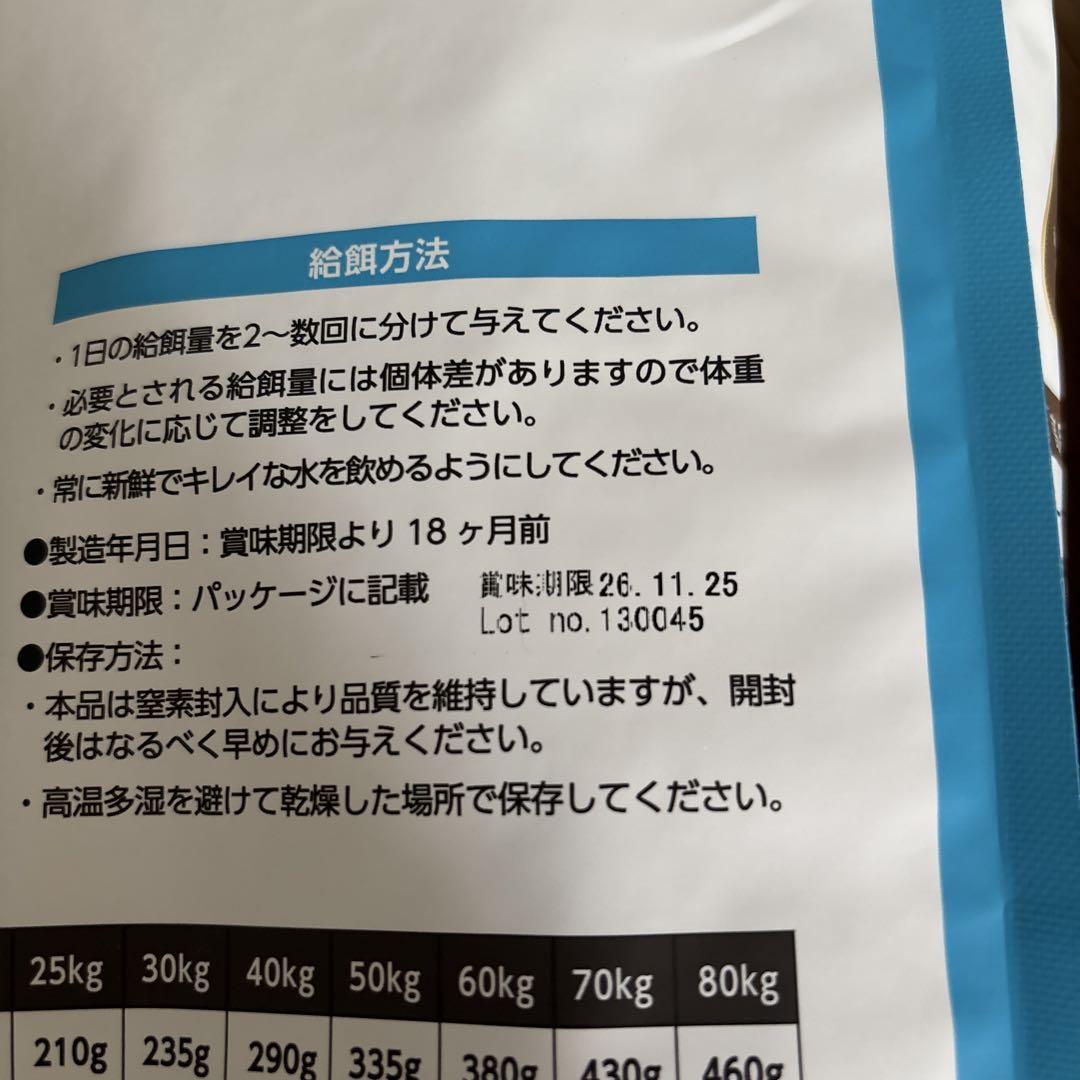 給餌方法
・1日の給餌量を2～数回に分けて与えてください。
・必要とされる給餌量には個体差がありますので体重
の変化に応じて調整をしてください。
・常に新鮮でキレイな水を飲めるようにしてください。
●製造年月日：賞味期限より 18 ヶ月前
●賞味期限：パッケージに記載
賞味期限26.11.25
Lot no.130045
●保存方法：
・本品は窒素封入により品質を維持していますが、開封
後はなるべく早めにお与えください。
・高温多湿を避けて乾燥した場所で保存してください。
25kg 30kg 40kg 50kg 60kg 70kg 80kg
210g 235g 290g 335g 380g 430g 460g